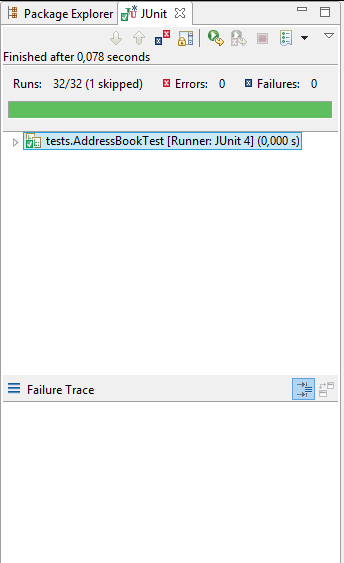 Package Explorer JUnit
Finished after 0,078 seconds
Runs: 32/32 (1 skipped) Errors: 0 Failures: 0
tests.AddressBookTest [Runner: JUnit 4] (0,000 s)
Failure Trace